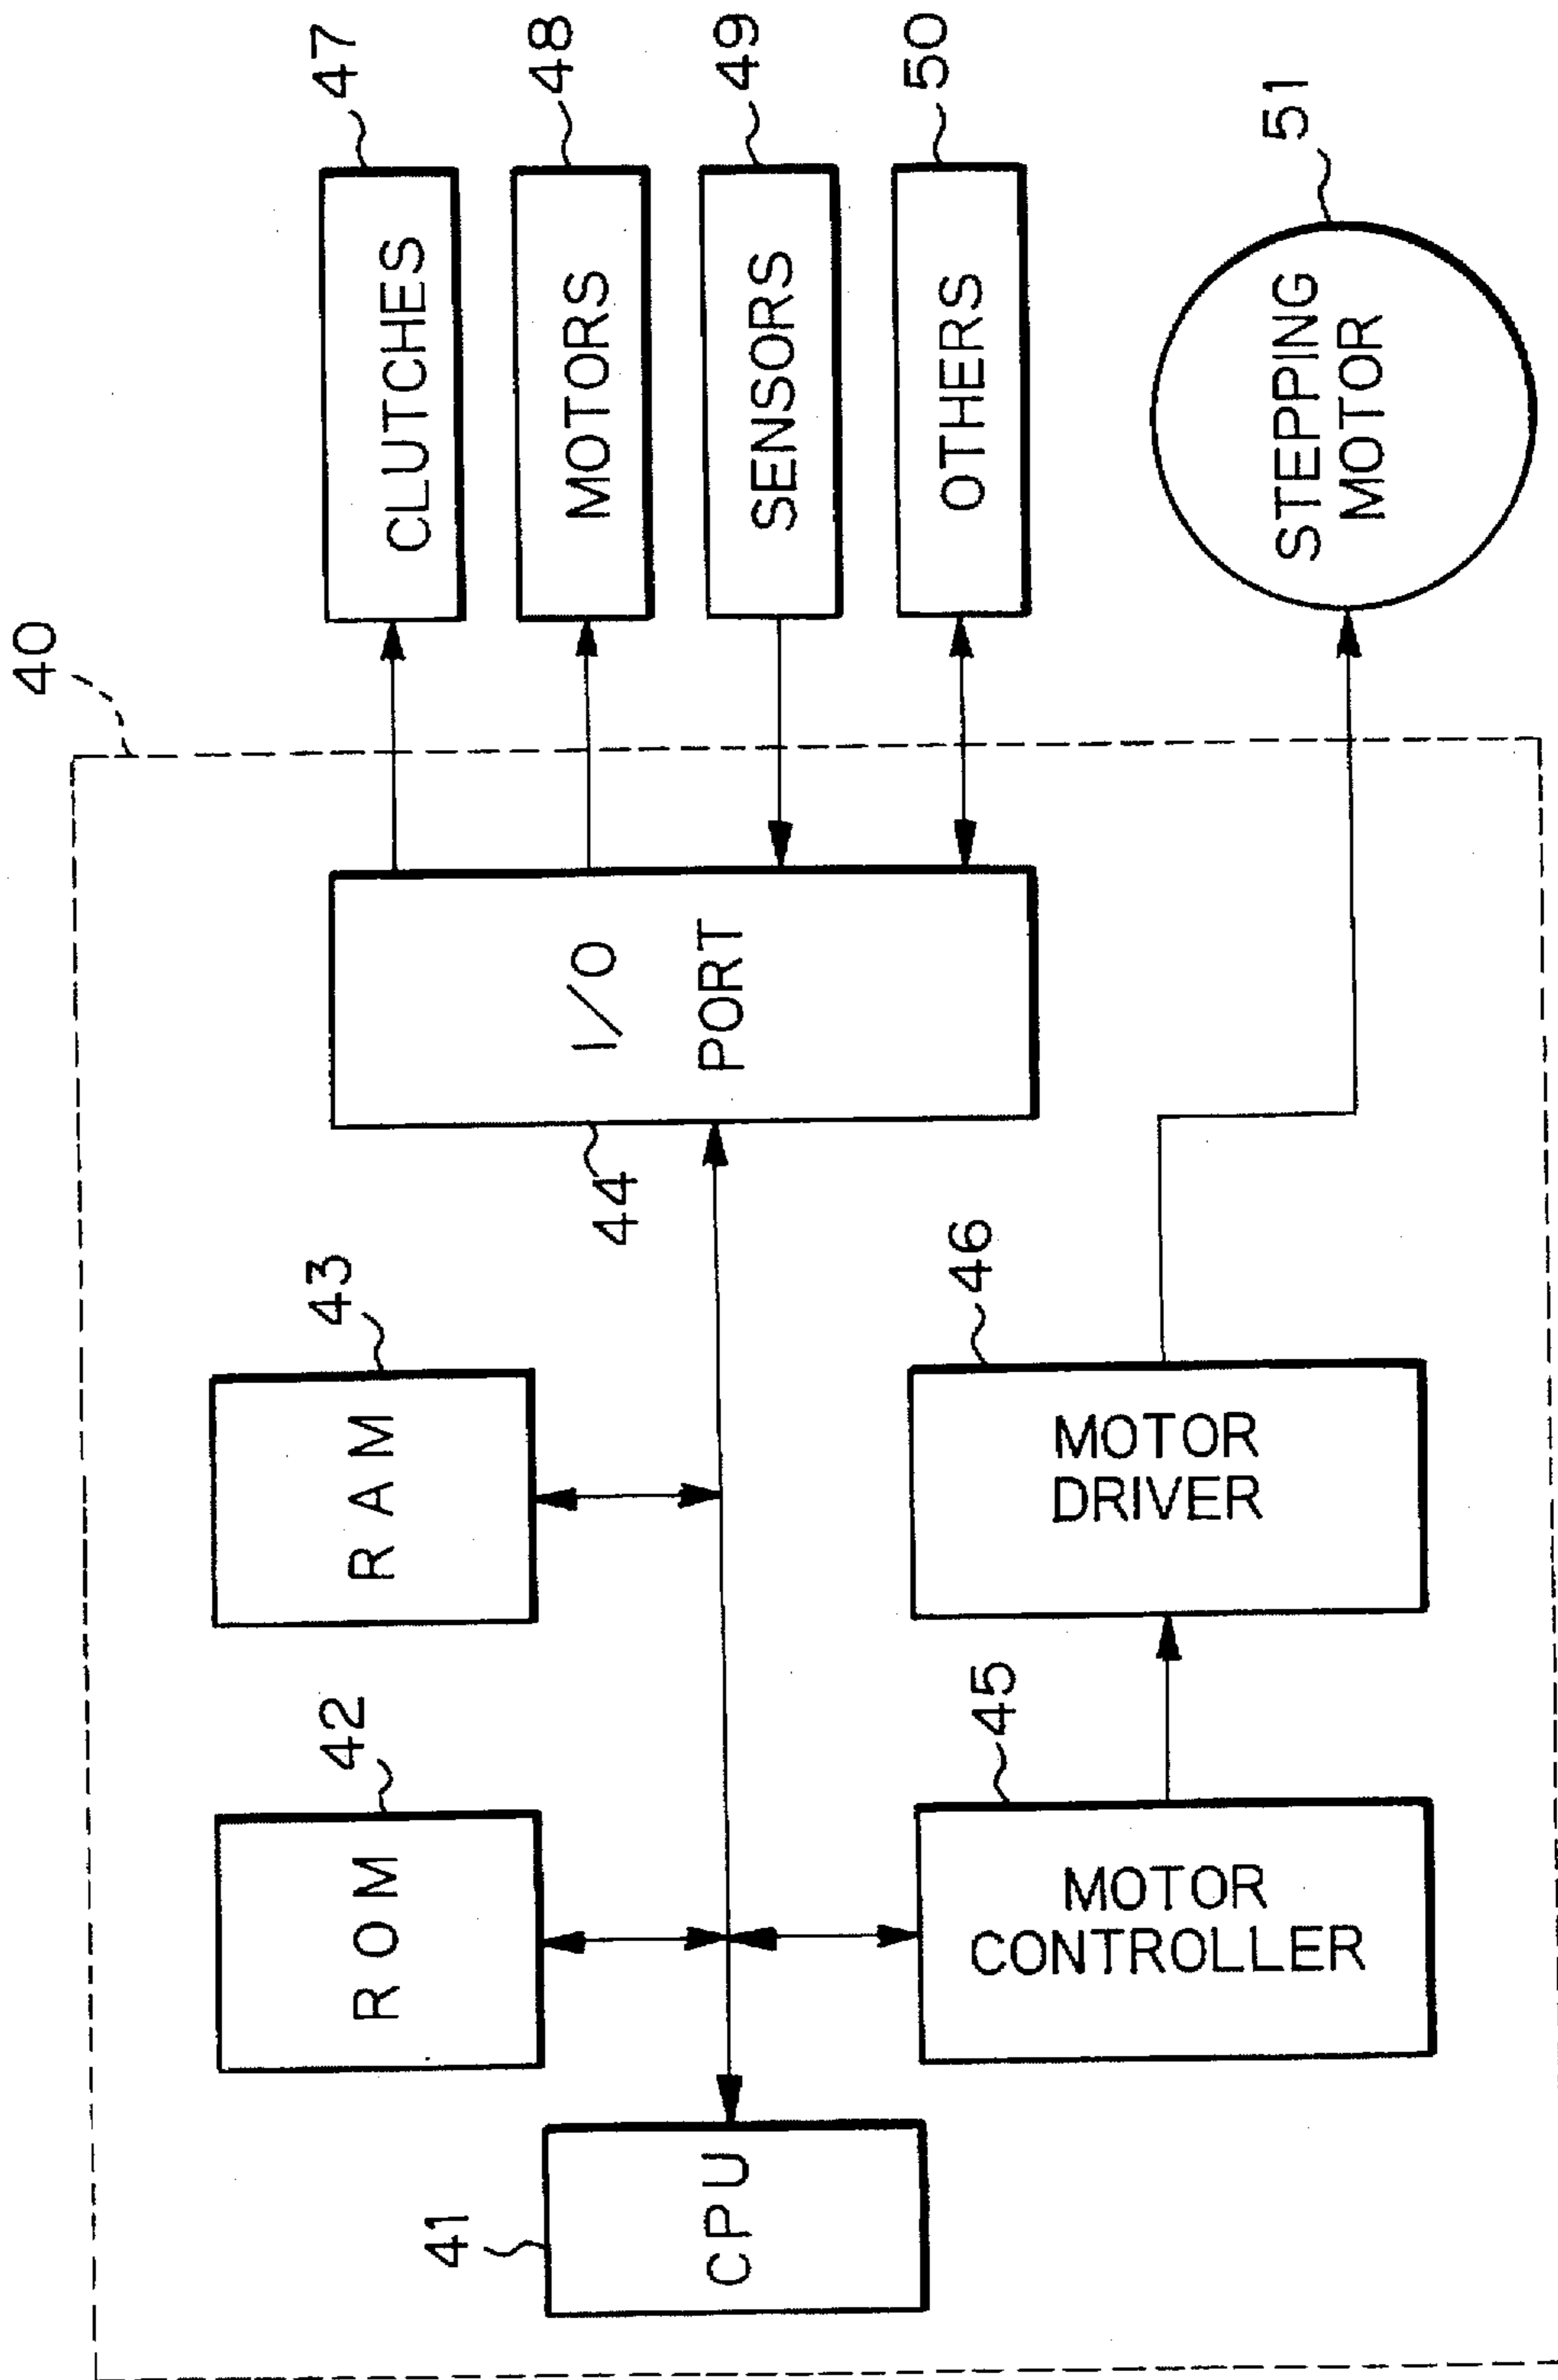 40
41
CPU
42
ROM
43
RAM
44
I/O
PORT
45
MOTOR
CONTROLLER
46
MOTOR
DRIVER
47
CLUTCHES
48
MOTORS
49
SENSORS
50
OTHERS
51
STEPPING
MOTOR